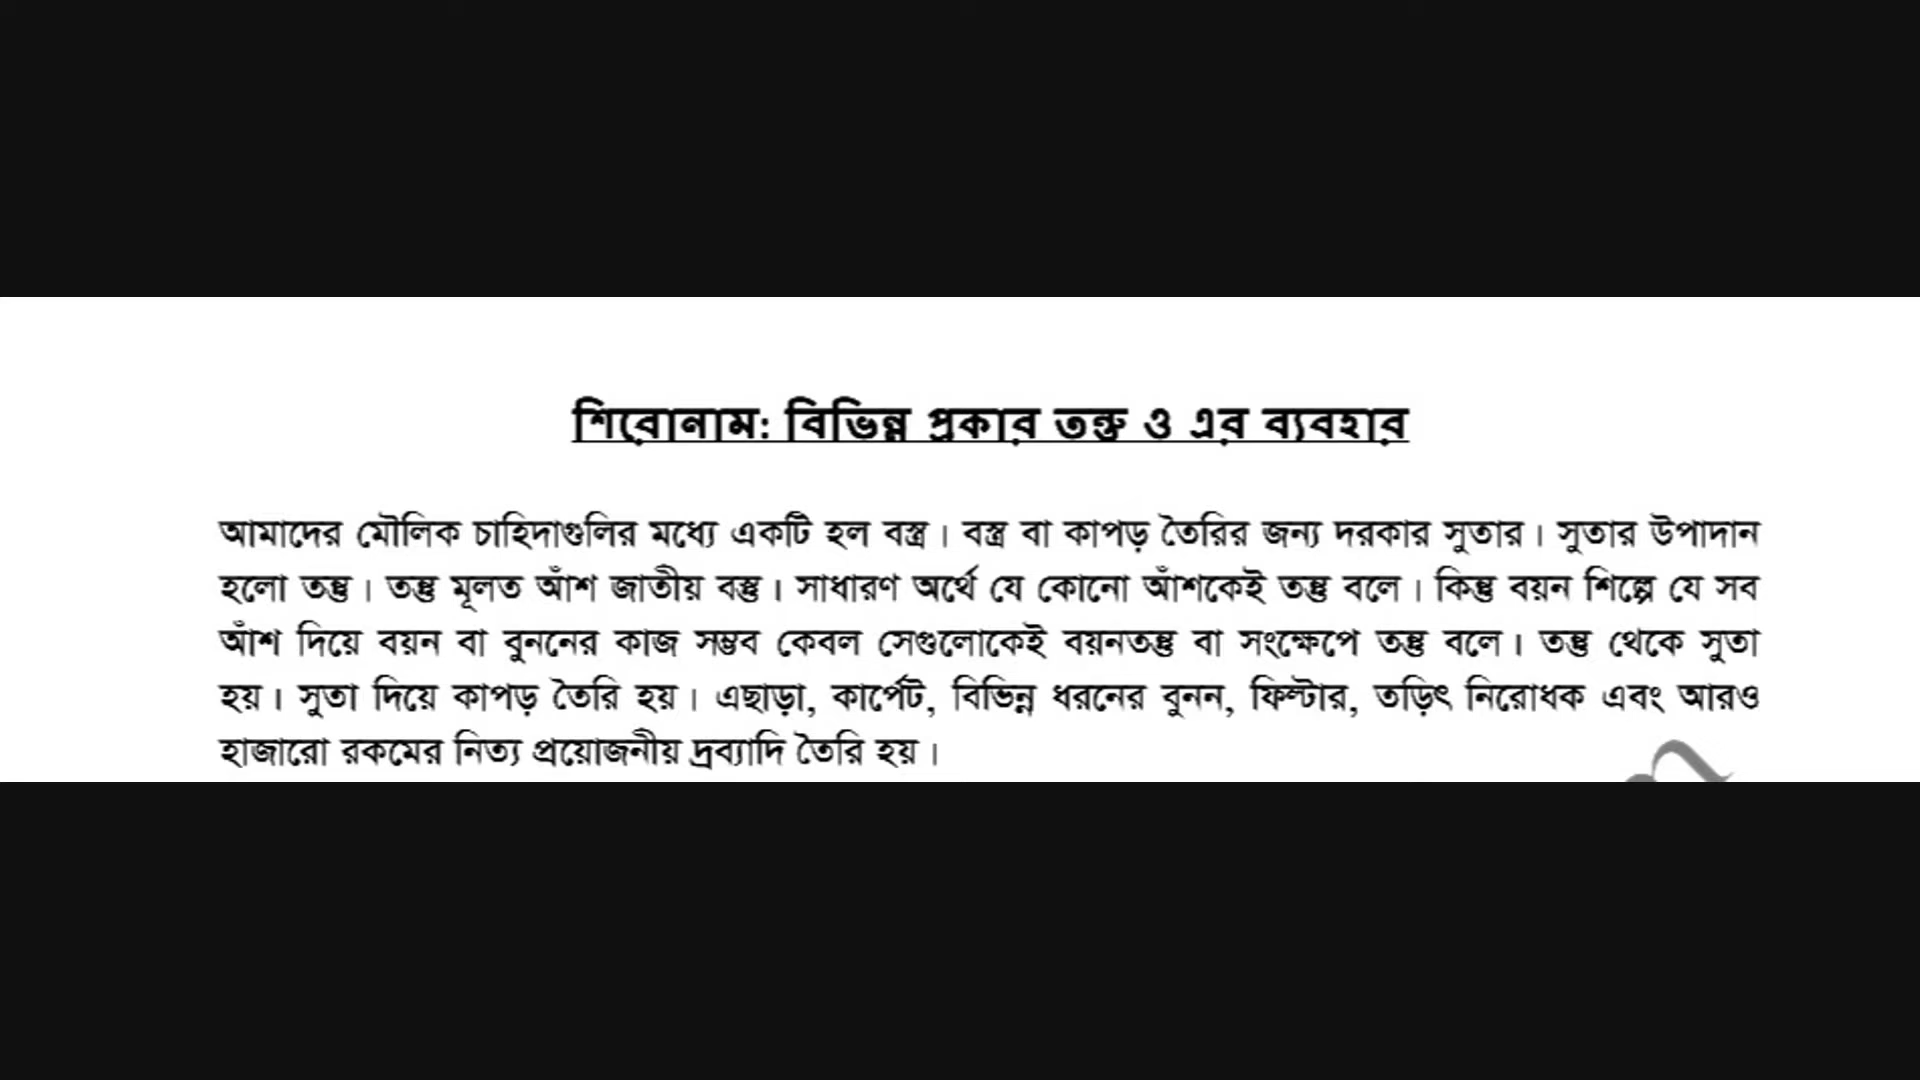 শিরোনাম: বিভিন্ন প্রকার তন্তু ও এর ব্যবহার
আমাদের মৌলিক চাহিদাগুলির মধ্যে একটি হল বস্ত্র। বস্ত্র বা কাপড় তৈরির জন্য দরকার সুতার। সুতার উপাদান
হলো তন্তু। তন্তু মূলত আঁশ জাতীয় বস্তু। সাধারণ অর্থে যে কোনো আঁশকেই তন্তু বলে। কিন্তু বয়ন শিল্পে যে সব
আঁশ দিয়ে বয়ন বা বুননের কাজ সম্ভব কেবল সেগুলোকেই বয়নতন্তু বা সংক্ষেপে তন্তু বলে। তন্তু থেকে সুতা
হয়। সুতা দিয়ে কাপড় তৈরি হয়। এছাড়া, কার্পেট, বিভিন্ন ধরনের বুনন, ফিল্টার, তড়িৎ নিরোধক এবং আরও
হাজারো রকমের নিত্য প্রয়োজনীয় দ্রব্যাদি তৈরি হয়।